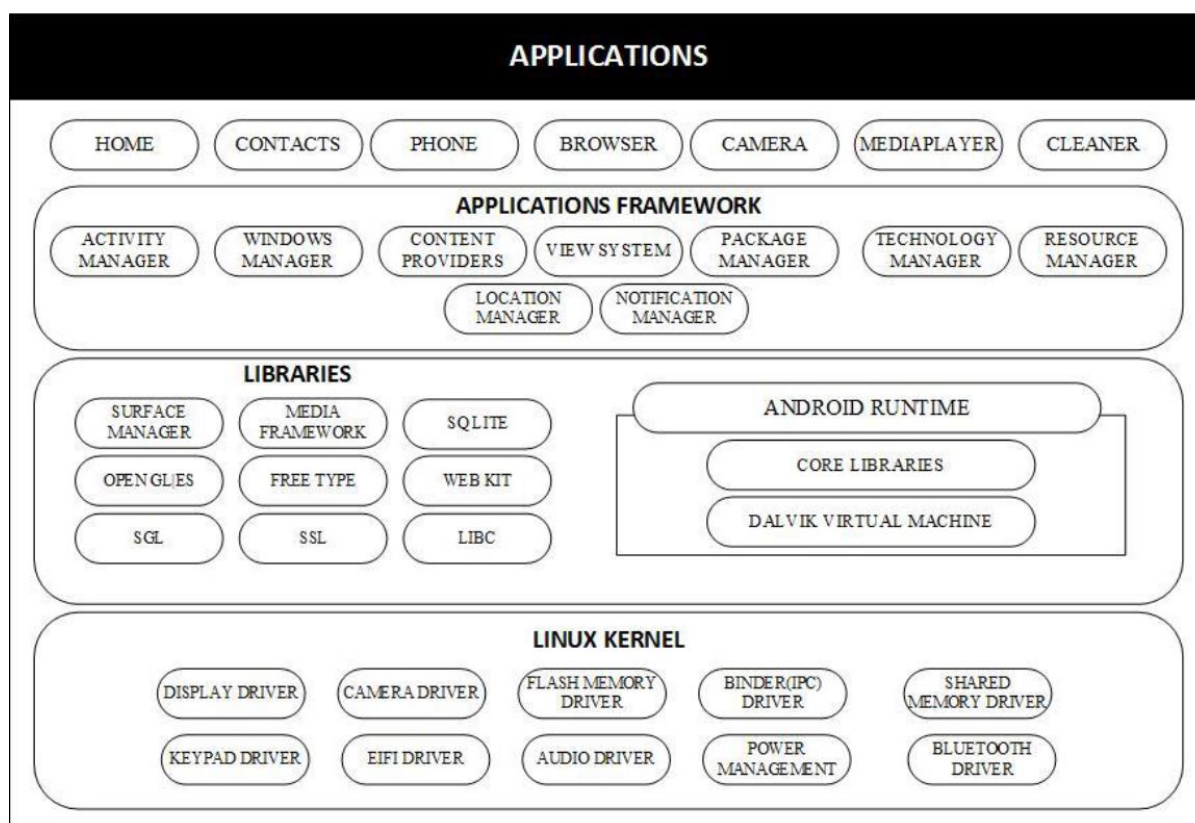 APPLICATIONS
HOME
CONTACTS
PHONE
BROWSER
CAMERA
MEDIAPLAYER
CLEANER
APPLICATIONS FRAMEWORK
ACTIVITY
MANAGER
WINDOWS
MANAGER
CONTENT
PROVIDERS
VIEW SYSTEM
PACKAGE
MANAGER
TECHNOLOGY
MANAGER
RESOURCE
MANAGER
LOCATION
MANAGER
NOTIFICATION
MANAGER
LIBRARIES
SURFACE
MANAGER
MEDIA
FRAMEWORK
SQLITE
OPEN GL|ES
FREE TYPE
WEB KIT
SGL
SSL
LIBC
ANDROID RUNTIME
CORE LIBRARIES
DALVIK VIRTUAL MACHINE
LINUX KERNEL
DISPLAY DRIVER
CAMERA DRIVER
FLASH MEMORY
DRIVER
BINDER(IPC)
DRIVER
SHARED
MEMORY DRIVER
KEYPAD DRIVER
EIFI DRIVER
AUDIO DRIVER
POWER
MANAGEMENT
BLUETOOTH
DRIVER